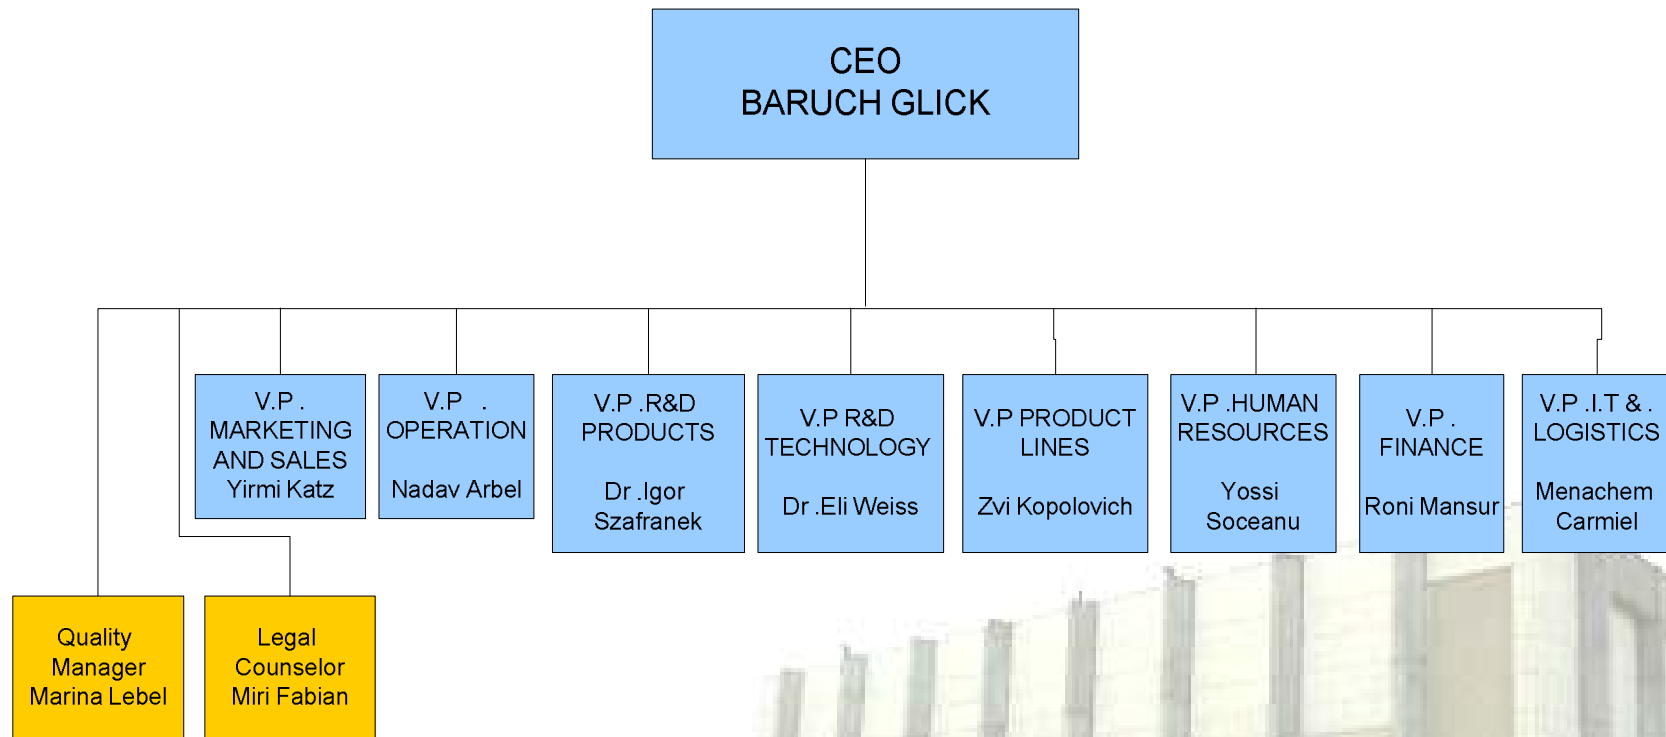 CEO
BARUCH GLICK
V.P .
MARKETING
AND SALES
Yirmi Katz
V.P .
OPERATION
Nadav Arbel
V.P .R&D
PRODUCTS
Dr .Igor
Szafranek
V.P R&D
TECHNOLOGY
Dr .Eli Weiss
V.P PRODUCT
LINES
Zvi Kopolovich
V.P .HUMAN
RESOURCES
Yossi
Soceanu
V.P .
FINANCE
Roni Mansur
V.P .I.T & .
LOGISTICS
Menachem
Carmiel
Quality
Manager
Marina Lebel
Legal
Counselor
Miri Fabian